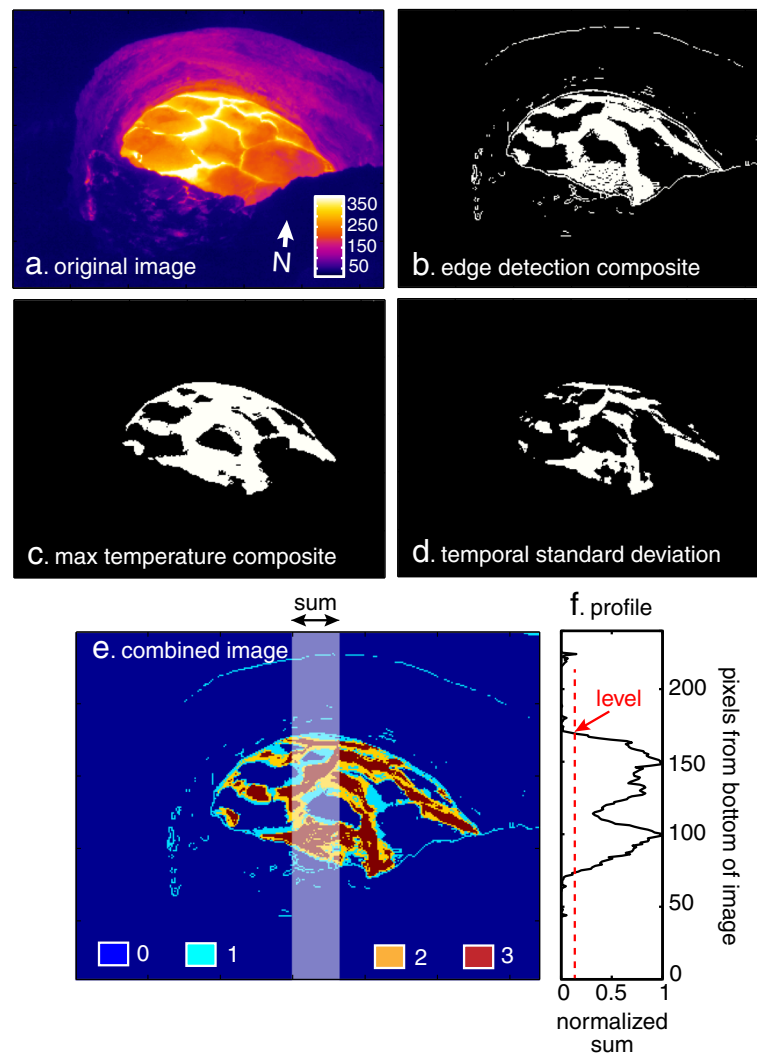 350
250
150
50
N
a. original image
b. edge detection composite
c. max temperature composite
d. temporal standard deviation
sum
e. combined image
0
1
2
3
f. profile
level
200
150
100
50
0
pixels from bottom of image
0 0.5 1
normalized
sum